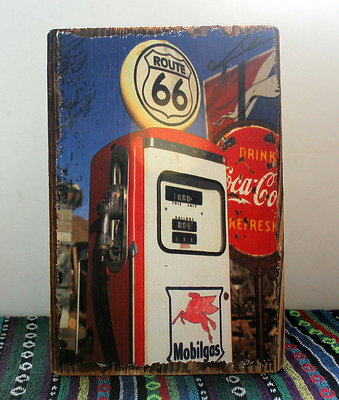 ROUTE
66
DRINK
Coca-Co
REFRESH
Mobilgas